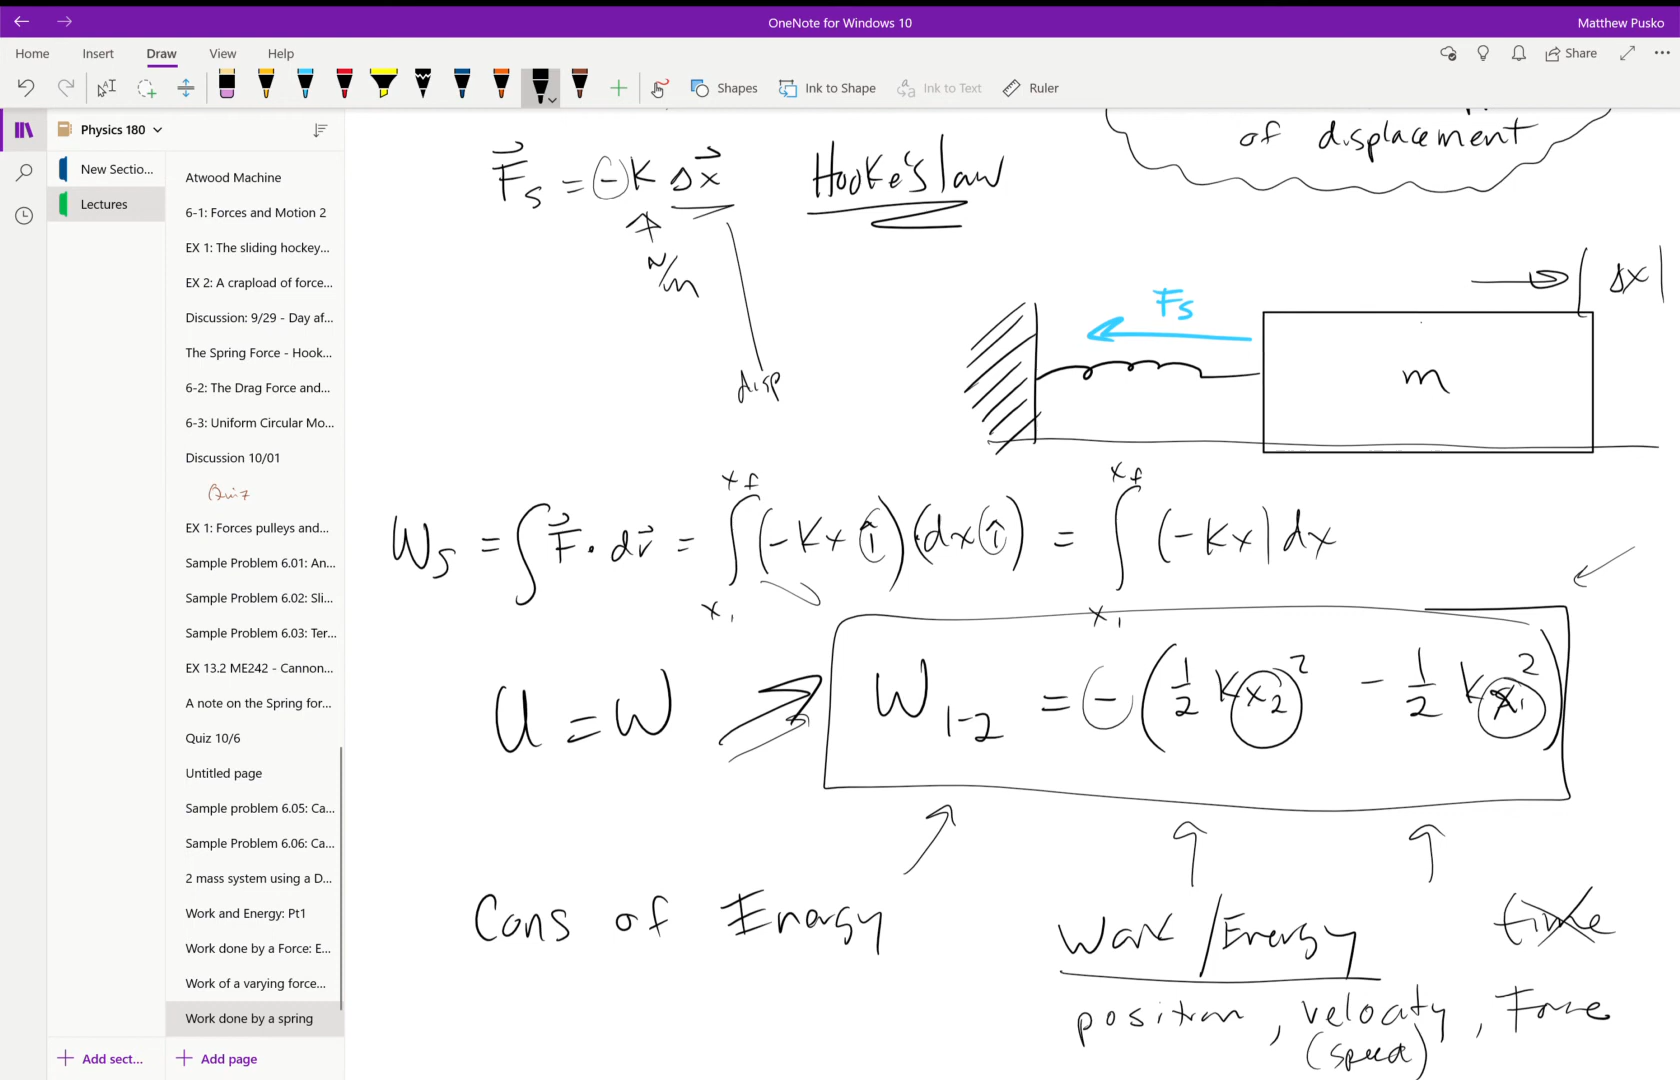 OneNote for Windows 10
Matthew Pusko
Home Insert Draw View Help
Share
Shapes Ink to Shape Ink to Text Ruler
Physics 180
New Sectio...
Lectures
Atwood Machine
6-1: Forces and Motion 2
EX 1: The sliding hockey...
EX 2: A crapload of force...
Discussion: 9/29 - Day af...
The Spring Force - Hook...
6-2: The Drag Force and...
6-3: Uniform Circular Mo...
Discussion 10/01
Quiz
EX 1: Forces pulleys and...
Sample Problem 6.01: An...
Sample Problem 6.02: Sli...
Sample Problem 6.03: Ter...
EX 13.2 ME242 - Cannon...
A note on the Spring for...
Quiz 10/6
Untitled page
Sample problem 6.05: Ca...
Sample Problem 6.06: Ca...
2 mass system using a D...
Work and Energy: Pt1
Work done by a Force: E...
Work of a varying force...
Work done by a spring
Add sect...
Add page
of displacement
F⃗s = (-)k Δx⃗ Hooke's law
N/m
disp
Fs
|Δx|
m
Ws = ∫ F⃗ · dr⃗ = ∫ₓ₁^xf (-kx î)·(dx î) = ∫ₓ₁^xf (-kx) dx
U = W
W₁₋₂ = -(½ kx₂² - ½ kx₁²)
Cons of Energy
Work/Energy
time
position, velocity, Force
(speed)